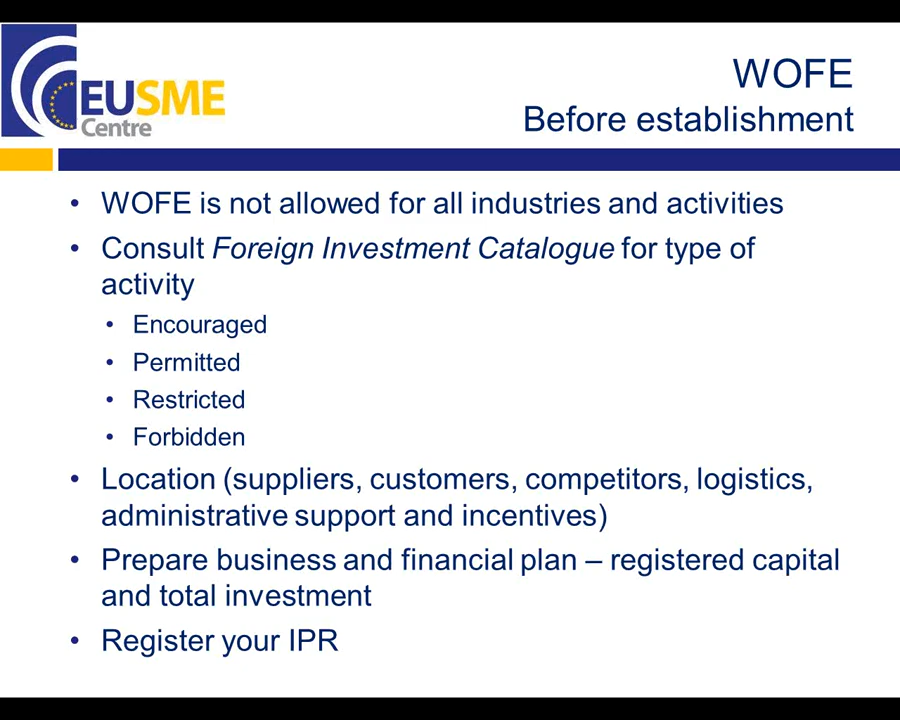 EUSME
Centre
WOFE
Before establishment
• WOFE is not allowed for all industries and activities
• Consult Foreign Investment Catalogue for type of
activity
• Encouraged
• Permitted
• Restricted
• Forbidden
• Location (suppliers, customers, competitors, logistics,
administrative support and incentives)
• Prepare business and financial plan – registered capital
and total investment
• Register your IPR